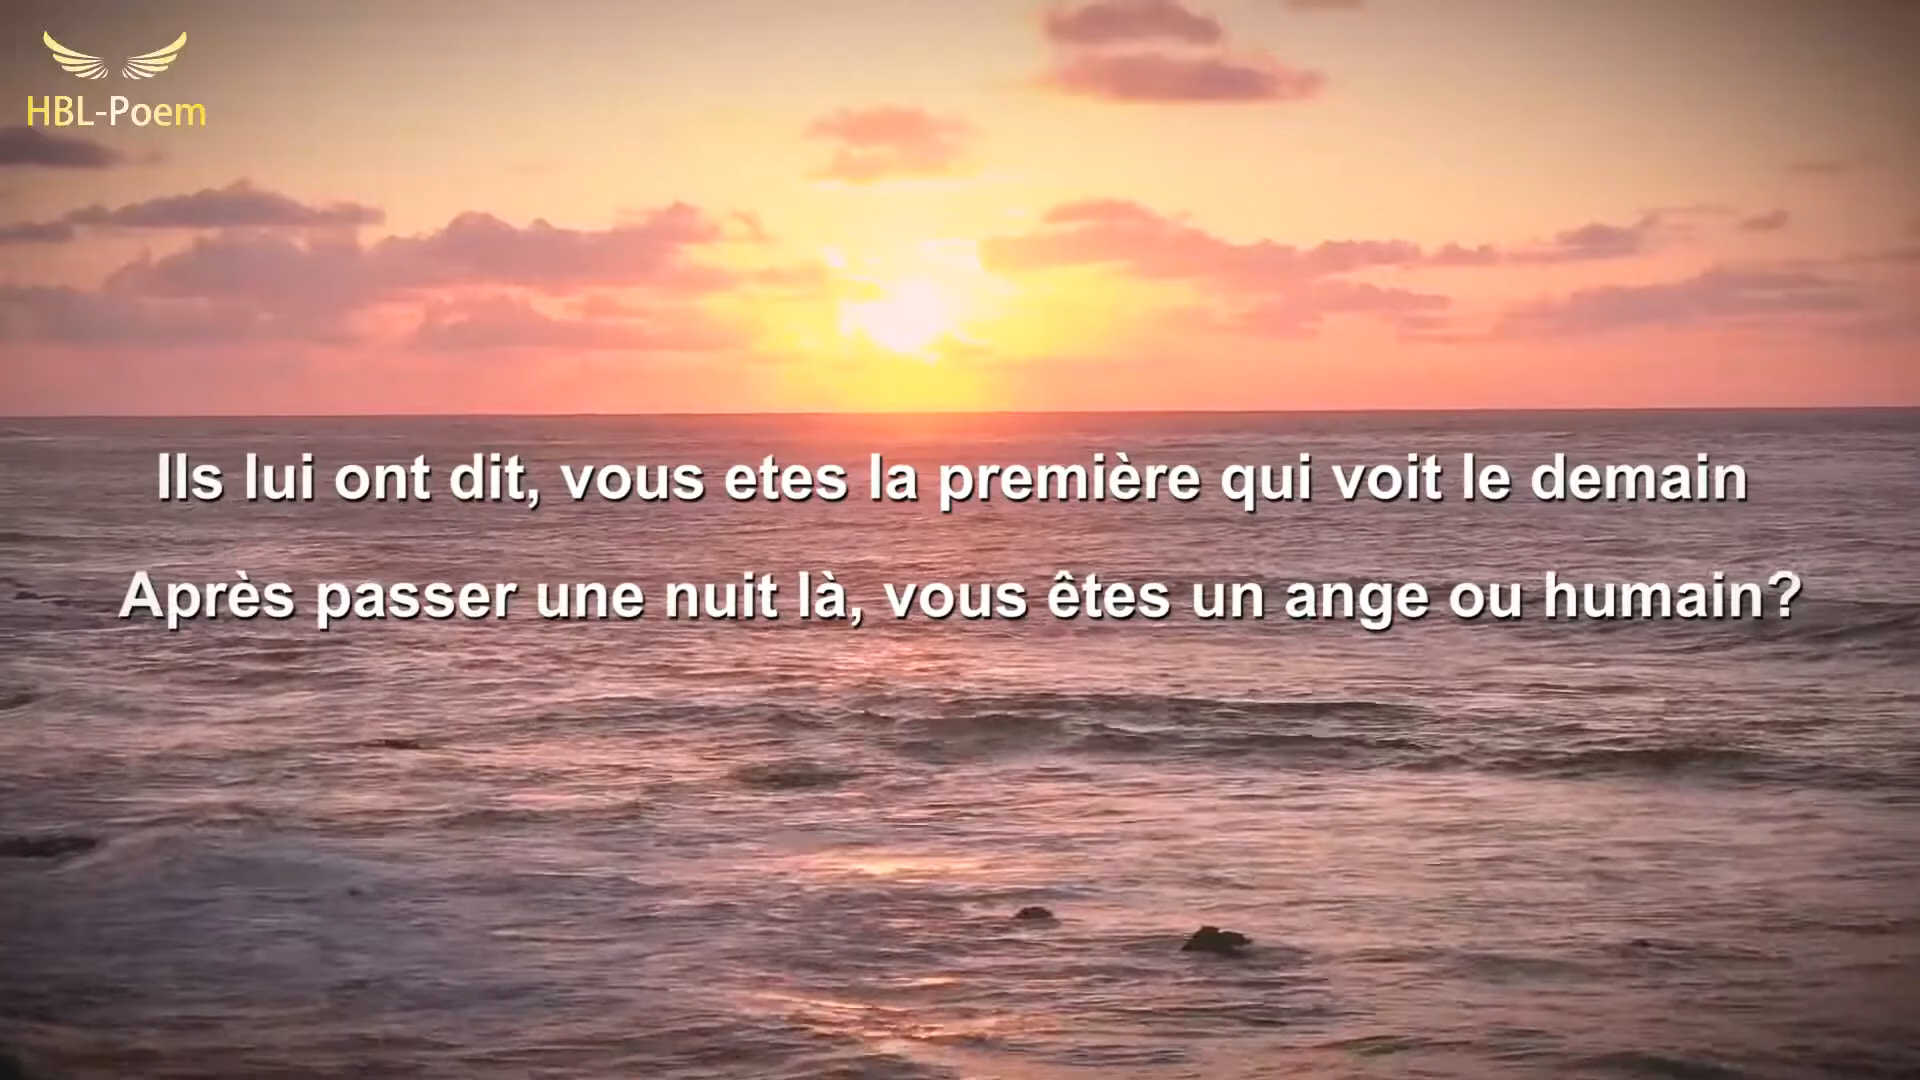 HBL-Poem
Ils lui ont dit, vous etes la première qui voit le demain
Après passer une nuit là, vous êtes un ange ou humain?